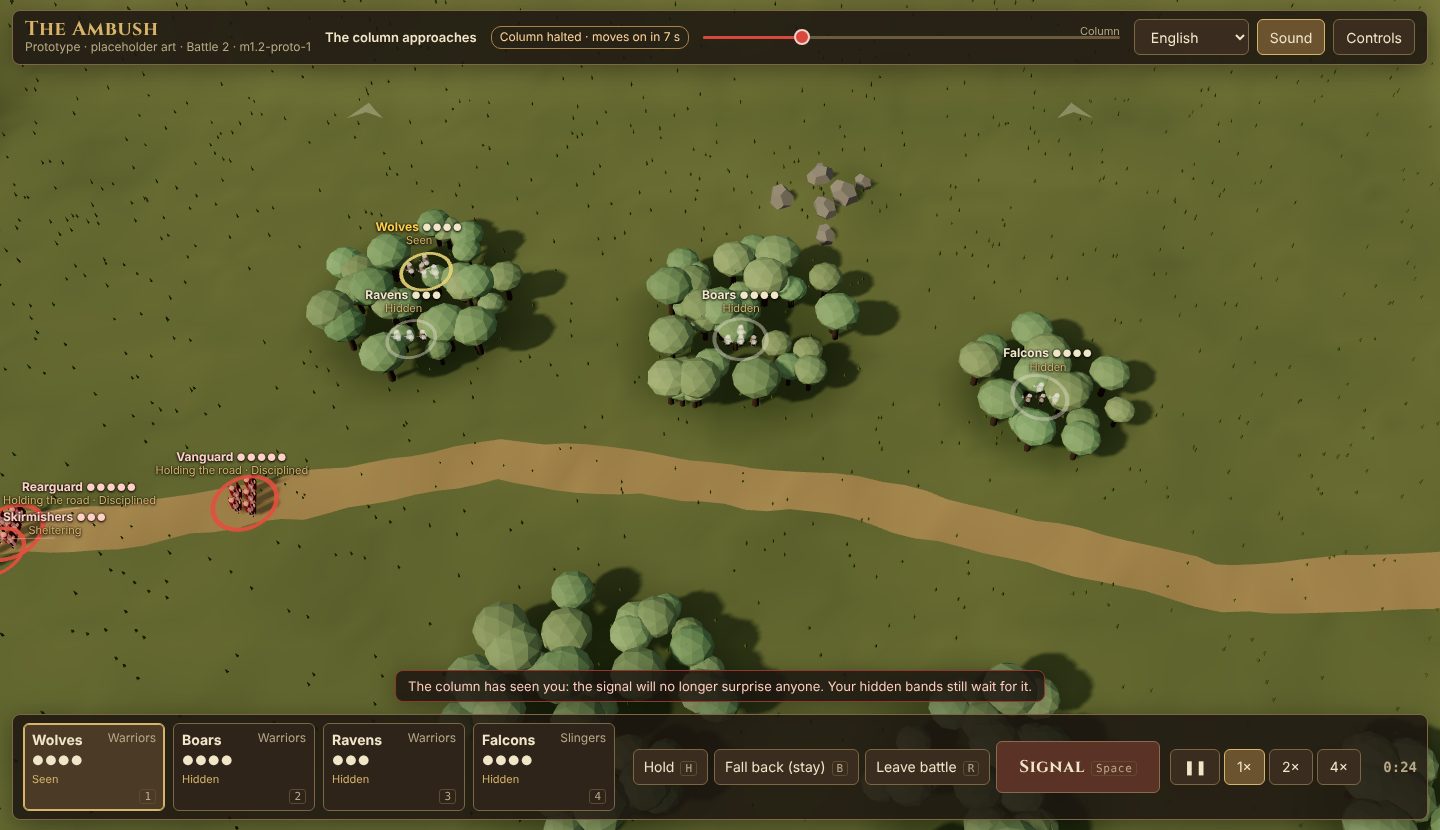 The Ambush
Prototype · placeholder art · Battle 2 · m1.2-proto-1
The column approaches
Column halted · moves on in 7 s
Column
English
Sound
Controls
Wolves
Seen
Ravens
Hidden
Boars
Hidden
Falcons
Hidden
Vanguard
Holding the road · Disciplined
Rearguard
Holding the road · Disciplined
Skirmishers
Sheltering
The column has seen you: the signal will no longer surprise anyone. Your hidden bands still wait for it.
Wolves Warriors
Seen
1
Boars Warriors
Hidden
2
Ravens Warriors
Hidden
3
Falcons Slingers
Hidden
4
Hold H
Fall back (stay) B
Leave battle R
Signal Space
1×
2×
4×
0:24